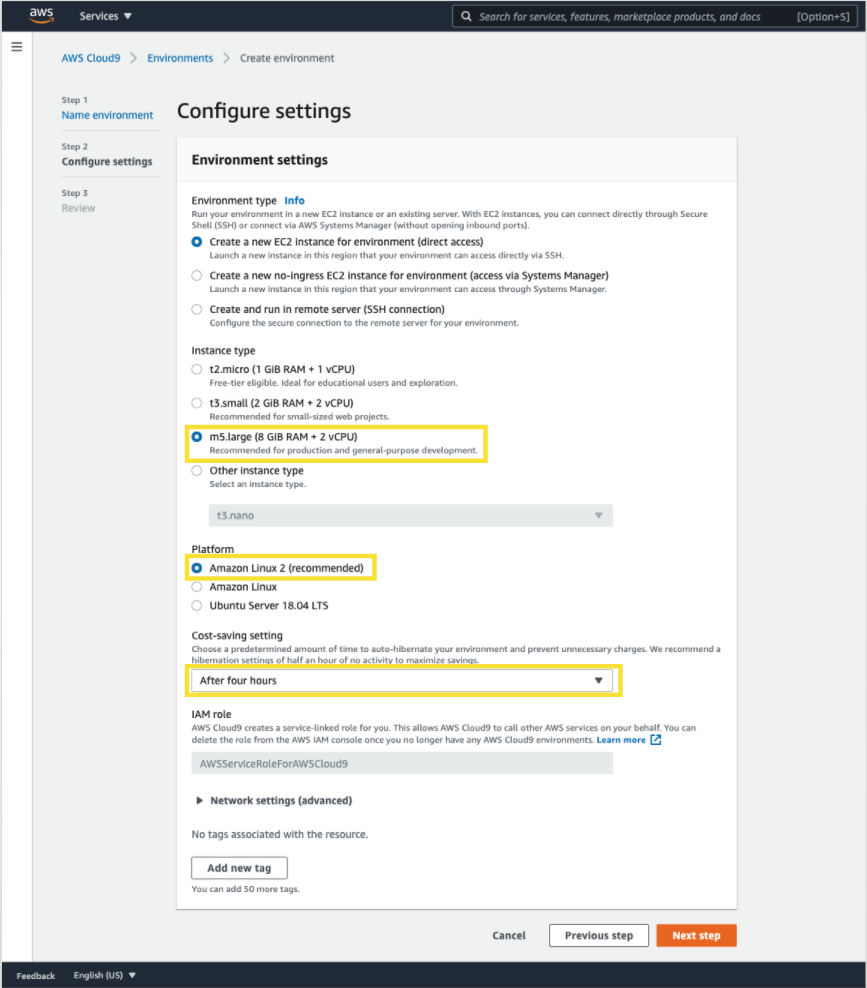 aws
Services ▼
Search for services, features, marketplace products, and docs
[Option+S]
AWS Cloud9 > Environments > Create environment
Step 1
Name environment
Step 2
Configure settings
Step 3
Review
Configure settings
Environment settings
Environment type Info
Run your environment in a new EC2 instance or an existing server. With EC2 instances, you can connect directly through Secure
Shell (SSH) or connect via AWS Systems Manager (without opening inbound ports).
Create a new EC2 instance for environment (direct access)
Launch a new instance in this region that your environment can access directly via SSH.
Create a new no-ingress EC2 instance for environment (access via Systems Manager)
Launch a new instance in this region that your environment can access through Systems Manager.
Create and run in remote server (SSH connection)
Configure the secure connection to the remote server for your environment.
Instance type
t2.micro (1 GiB RAM + 1 vCPU)
Free-tier eligible. Ideal for educational users and exploration.
t3.small (2 GiB RAM + 2 vCPU)
Recommended for small-sized web projects.
m5.large (8 GiB RAM + 2 vCPU)
Recommended for production and general-purpose development.
Other instance type
Select an instance type.
t3.nano
Platform
Amazon Linux 2 (recommended)
Amazon Linux
Ubuntu Server 18.04 LTS
Cost-saving setting
Choose a predetermined amount of time to auto-hibernate your environment and prevent unnecessary charges. We recommend a
hibernation settings of half an hour of no activity to maximize savings.
After four hours
IAM role
AWS Cloud9 creates a service-linked role for you. This allows AWS Cloud9 to call other AWS services on your behalf. You can
delete the role from the AWS IAM console once you no longer have any AWS Cloud9 environments. Learn more
AWSServiceRoleForAWSCloud9
Network settings (advanced)
No tags associated with the resource.
Add new tag
You can add 50 more tags.
Cancel
Previous step
Next step
Feedback
English (US) ▼